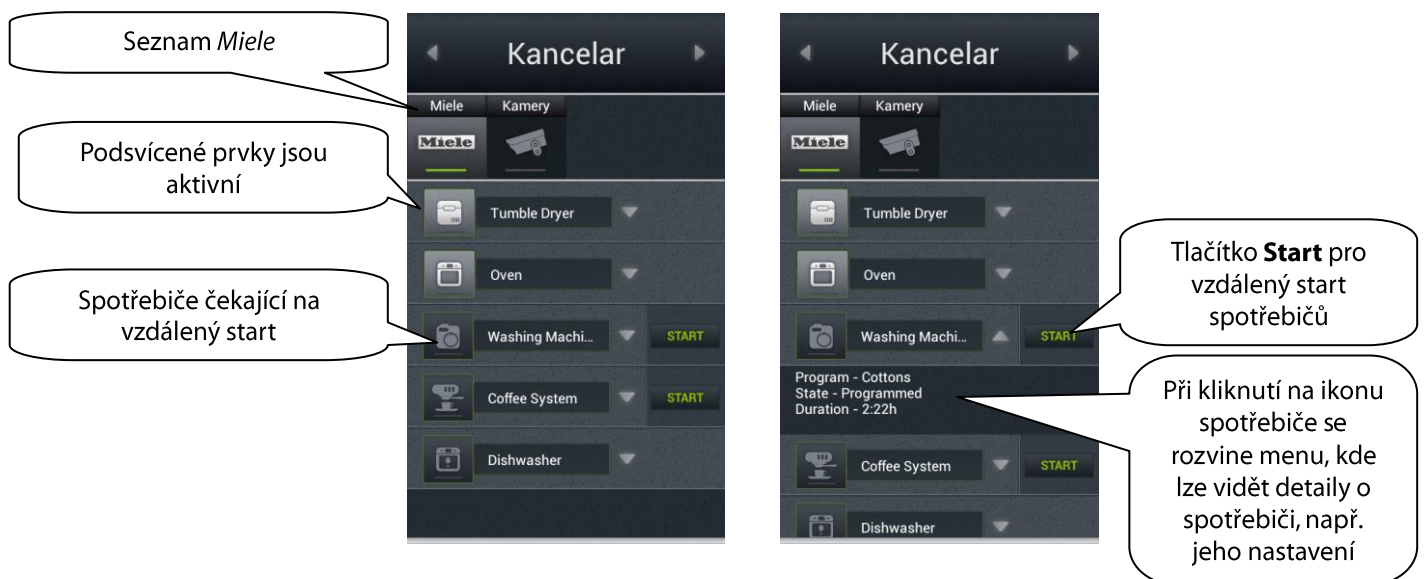 Seznam Miele
Podsvícené prvky jsou
aktivní
Spotřebiče čekající na
vzdálený start
Kancelar
Miele Kamery
Miele
Tumble Dryer
Oven
Washing Machi... START
Coffee System START
Dishwasher
Kancelar
Miele Kamery
Miele
Tumble Dryer
Oven
Washing Machi... START
Program - Cottons
State - Programmed
Duration - 2:22h
Coffee System START
Dishwasher
Tlačítko Start pro
vzdálený start
spotřebičů
Při kliknutí na ikonu
spotřebiče se
rozvine menu, kde
lze vidět detaily o
spotřebiči, např.
jeho nastavení